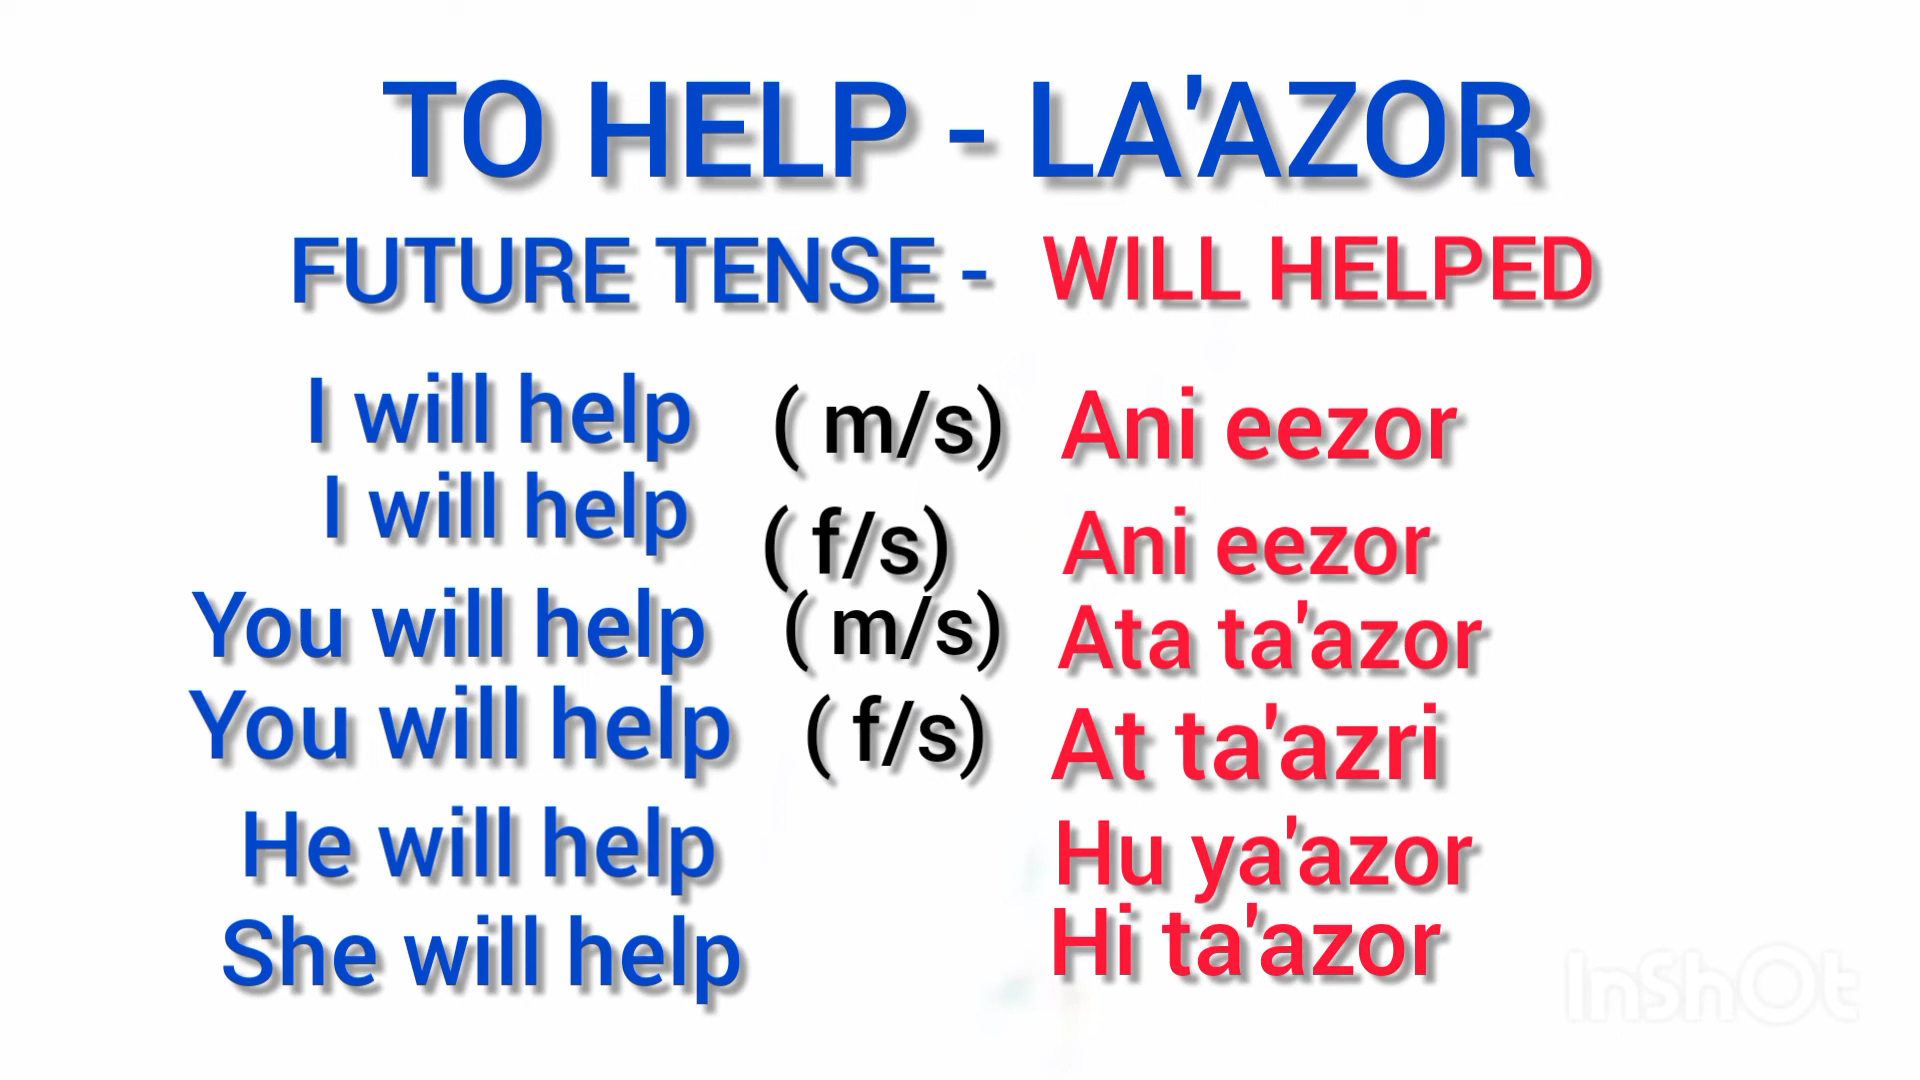 TO HELP - LA'AZOR
FUTURE TENSE - WILL HELPED
I will help ( m/s) Ani eezor
I will help ( f/s) Ani eezor
You will help ( m/s) Ata ta'azor
You will help ( f/s) At ta'azri
He will help Hu ya'azor
She will help Hi ta'azor
InShOt